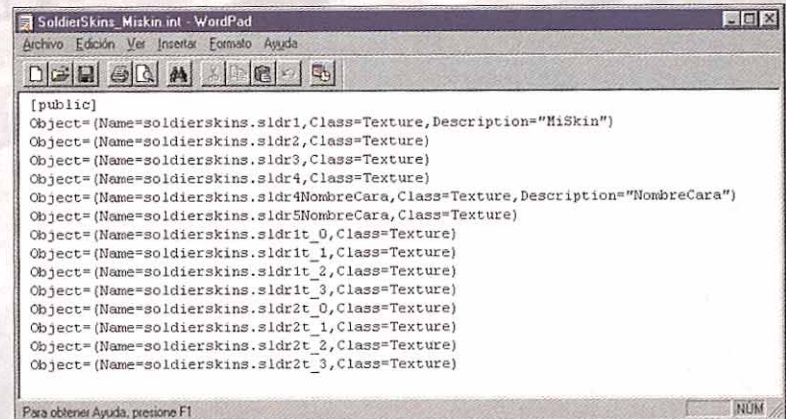 SoldierSkins_Miskin.int - WordPad
Archivo Edición Ver Insertar Formato Ayuda
[public]
Object=(Name=soldierskins.sldr1,Class=Texture,Description="MiSkin")
Object=(Name=soldierskins.sldr2,Class=Texture)
Object=(Name=soldierskins.sldr3,Class=Texture)
Object=(Name=soldierskins.sldr4,Class=Texture)
Object=(Name=soldierskins.sldr4NombreCara,Class=Texture,Description="NombreCara")
Object=(Name=soldierskins.sldr5NombreCara,Class=Texture)
Object=(Name=soldierskins.sldr1t_0,Class=Texture)
Object=(Name=soldierskins.sldr1t_1,Class=Texture)
Object=(Name=soldierskins.sldr1t_2,Class=Texture)
Object=(Name=soldierskins.sldr1t_3,Class=Texture)
Object=(Name=soldierskins.sldr2t_0,Class=Texture)
Object=(Name=soldierskins.sldr2t_1,Class=Texture)
Object=(Name=soldierskins.sldr2t_2,Class=Texture)
Object=(Name=soldierskins.sldr2t_3,Class=Texture)
Para obtener Ayuda, presione F1 NÚM